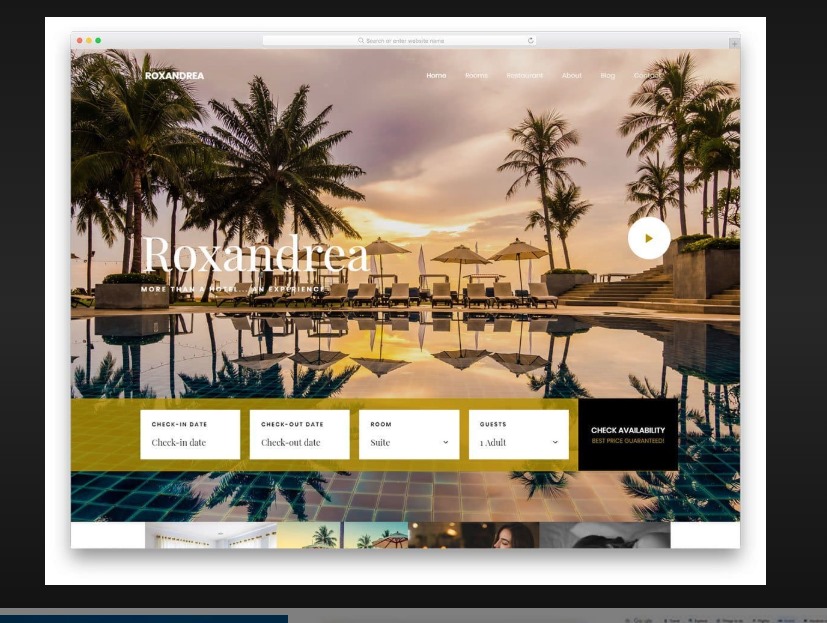 Search or enter website name
ROXANDREA
Home Rooms Restaurant About Blog Contact
Roxandrea
MORE THAN A HOTEL... AN EXPERIENCE
CHECK-IN DATE
Check-in date
CHECK-OUT DATE
Check-out date
ROOM
Suite
GUESTS
1 Adult
CHECK AVAILABILITY
BEST PRICE GUARANTEED!